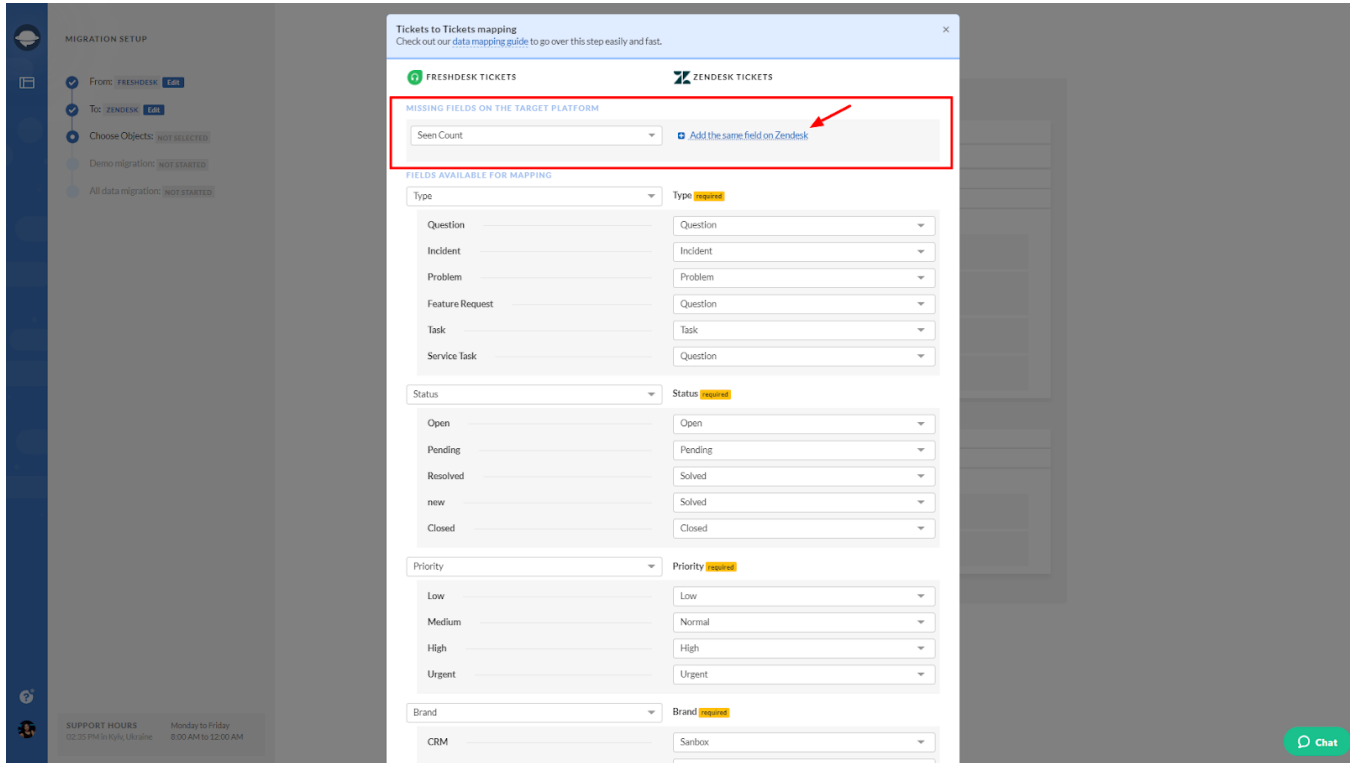 MIGRATION SETUP
From: FRESHDESK Edit
To: ZENDESK Edit
Choose Objects: NOT SELECTED
Demo migration: NOT STARTED
All data migration: NOT STARTED
SUPPORT HOURS Monday to Friday
02:35 PM in Kyiv, Ukraine 8:00 AM to 12:00 AM
Tickets to Tickets mapping ×
Check out our data mapping guide to go over this step easily and fast.
FRESHDESK TICKETS ZENDESK TICKETS
MISSING FIELDS ON THE TARGET PLATFORM
Seen Count Add the same field on Zendesk
FIELDS AVAILABLE FOR MAPPING
Type Type required
Question Question
Incident Incident
Problem Problem
Feature Request Question
Task Task
Service Task Question
Status Status required
Open Open
Pending Pending
Resolved Solved
new Solved
Closed Closed
Priority Priority required
Low Low
Medium Normal
High High
Urgent Urgent
Brand Brand required
CRM Sanbox
Chat